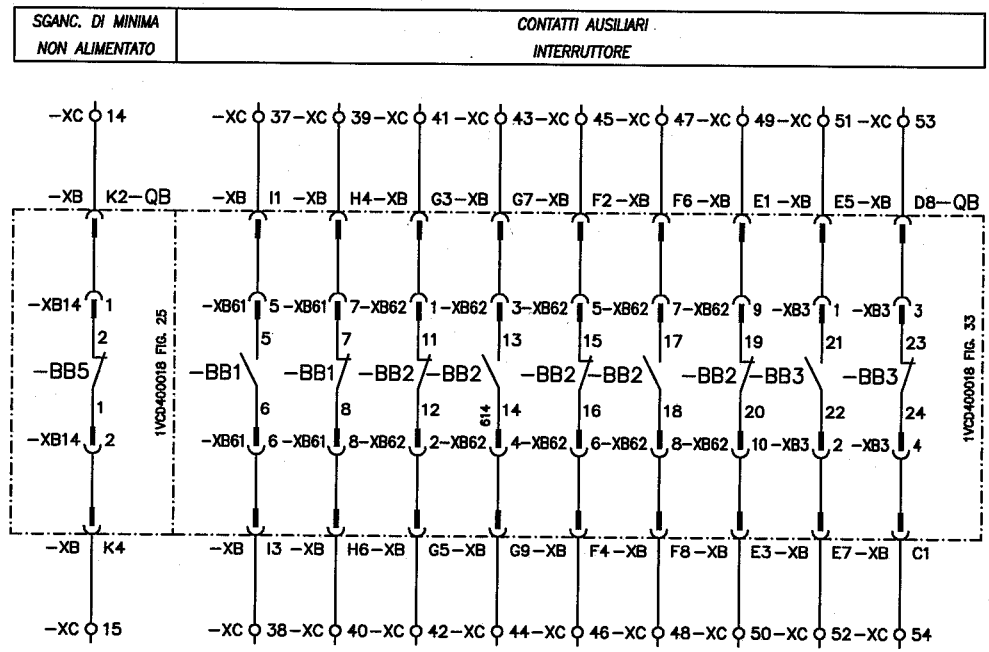 SGANC. DI MINIMA
NON ALIMENTATO
CONTATTI AUSILIARI
INTERRUTTORE
-XC 14 -XC 37-XC 39-XC 41-XC 43-XC 45-XC 47-XC 49-XC 51-XC 53
-XB K2-QB -XB I1 -XB H4-XB G3-XB G7-XB F2-XB F6-XB E1-XB E5-XB D8-QB
-XB14 1 -XB61 5-XB61 7-XB62 1-XB62 3-XB62 5-XB62 7-XB62 9 -XB3 1 -XB3 3
2 5 7 11 13 15 17 19 21 23
-BB5 -BB1 -BB1 -BB2 -BB2 -BB2 -BB2 -BB2 -BB3 -BB3
1 6 8 12 14 16 18 20 22 24
614
1VCD400018 FIG. 25
1VCD400018 FIG. 33
-XB14 2 -XB61 6-XB61 8-XB62 2-XB62 4-XB62 6-XB62 8-XB62 10-XB3 2 -XB3 4
-XB K4 -XB I3-XB H6-XB G5-XB G9-XB F4-XB F8-XB E3-XB E7-XB C1
-XC 15 -XC 38-XC 40-XC 42-XC 44-XC 46-XC 48-XC 50-XC 52-XC 54